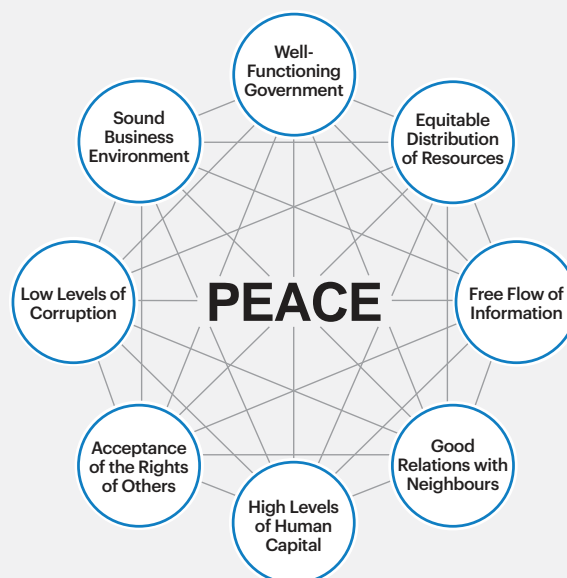 Well-
Functioning
Government
Sound
Business
Environment
Equitable
Distribution
of Resources
Low Levels of
Corruption
PEACE
Free Flow of
Information
Acceptance
of the Rights
of Others
Good
Relations with
Neighbours
High Levels
of Human
Capital